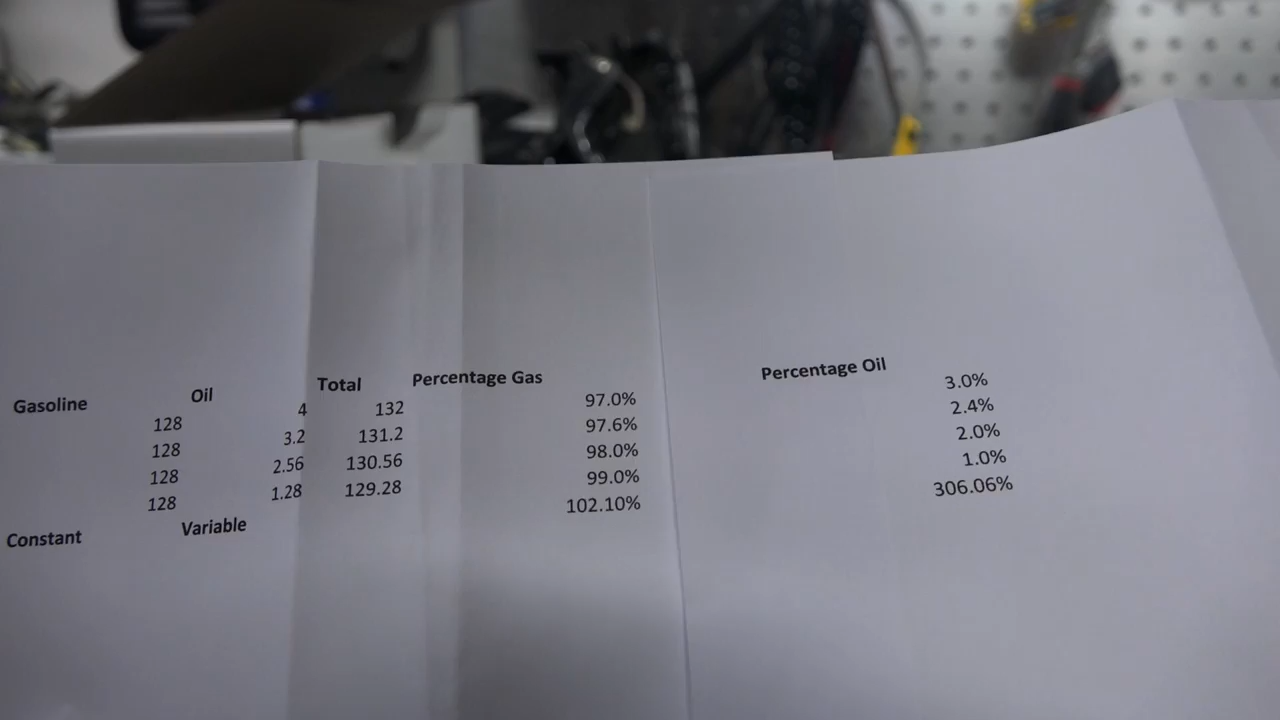 Gasoline Oil Total Percentage Gas Percentage Oil
128 4 132 97.0% 3.0%
128 3.2 131.2 97.6% 2.4%
128 2.56 130.56 98.0% 2.0%
128 1.28 129.28 99.0% 1.0%
Constant Variable 102.10% 306.06%